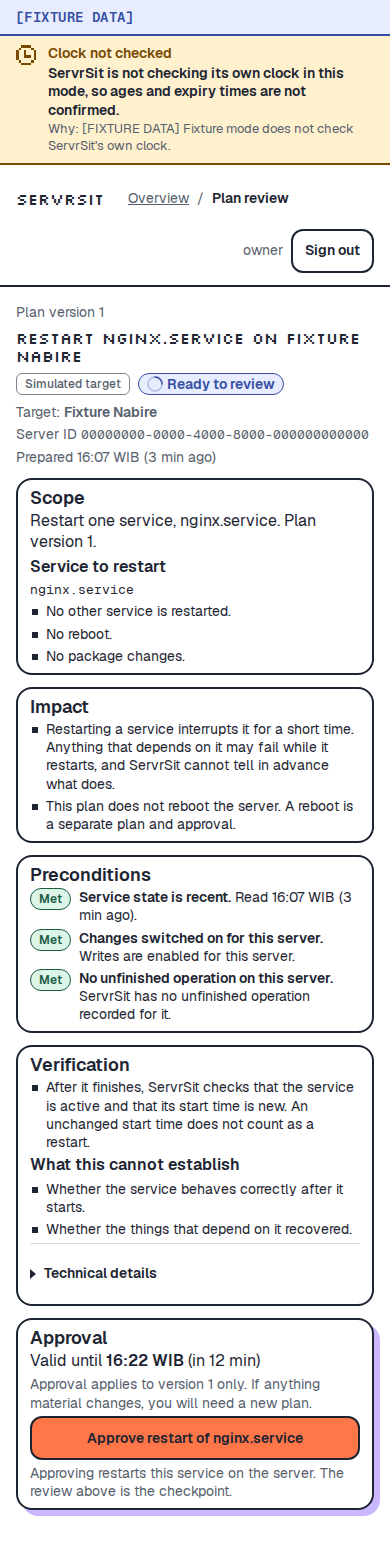 [FIXTURE DATA]
Clock not checked
ServrSit is not checking its own clock in this
mode, so ages and expiry times are not
confirmed.
Why: [FIXTURE DATA] Fixture mode does not check
ServrSit's own clock.
SERVRSIT Overview / Plan review
owner Sign out
Plan version 1
RESTART NGINX.SERVICE ON FIXTURE
NABIRE
Simulated target Ready to review
Target: Fixture Nabire
Server ID 00000000-0000-4000-8000-000000000000
Prepared 16:07 WIB (3 min ago)
Scope
Restart one service, nginx.service. Plan
version 1.
Service to restart
nginx.service
No other service is restarted.
No reboot.
No package changes.
Impact
Restarting a service interrupts it for a short time.
Anything that depends on it may fail while it
restarts, and ServrSit cannot tell in advance
what does.
This plan does not reboot the server. A reboot is
a separate plan and approval.
Preconditions
Met Service state is recent. Read 16:07 WIB (3
min ago).
Met Changes switched on for this server.
Writes are enabled for this server.
Met No unfinished operation on this server.
ServrSit has no unfinished operation
recorded for it.
Verification
After it finishes, ServrSit checks that the service
is active and that its start time is new. An
unchanged start time does not count as a
restart.
What this cannot establish
Whether the service behaves correctly after it
starts.
Whether the things that depend on it recovered.
Technical details
Approval
Valid until 16:22 WIB (in 12 min)
Approval applies to version 1 only. If anything
material changes, you will need a new plan.
Approve restart of nginx.service
Approving restarts this service on the server. The
review above is the checkpoint.